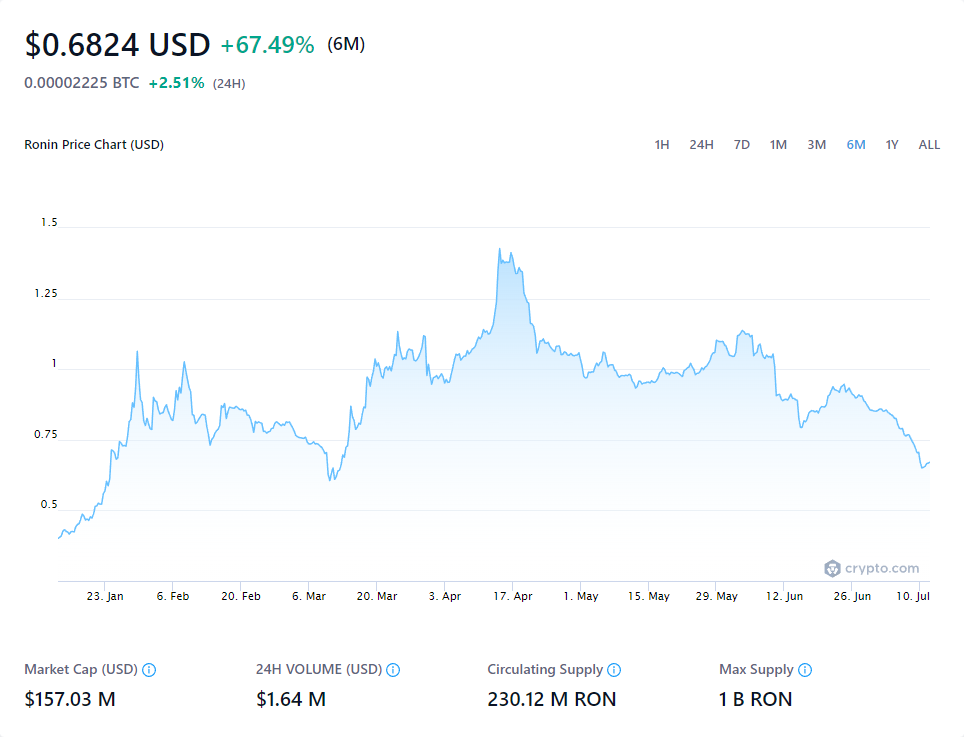 $0.6824 USD +67.49% (6M)
0.00002225 BTC +2.51% (24H)
Ronin Price Chart (USD) 1H 24H 7D 1M 3M 6M 1Y ALL
1.5
1.25
1
0.75
0.5
crypto.com
23. Jan 6. Feb 20. Feb 6. Mar 20. Mar 3. Apr 17. Apr 1. May 15. May 29. May 12. Jun 26. Jun 10. Jul
Market Cap (USD) 24H VOLUME (USD) Circulating Supply Max Supply
$157.03 M $1.64 M 230.12 M RON 1 B RON